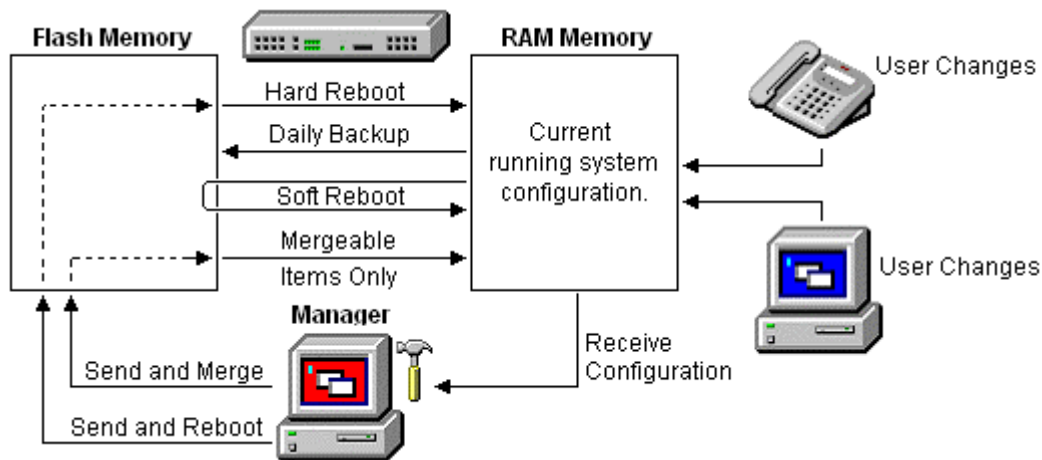 Flash Memory
RAM Memory
User Changes
Hard Reboot
Daily Backup
Current
running system
configuration.
Soft Reboot
Mergeable
Items Only
User Changes
Manager
Receive
Configuration
Send and Merge
Send and Reboot